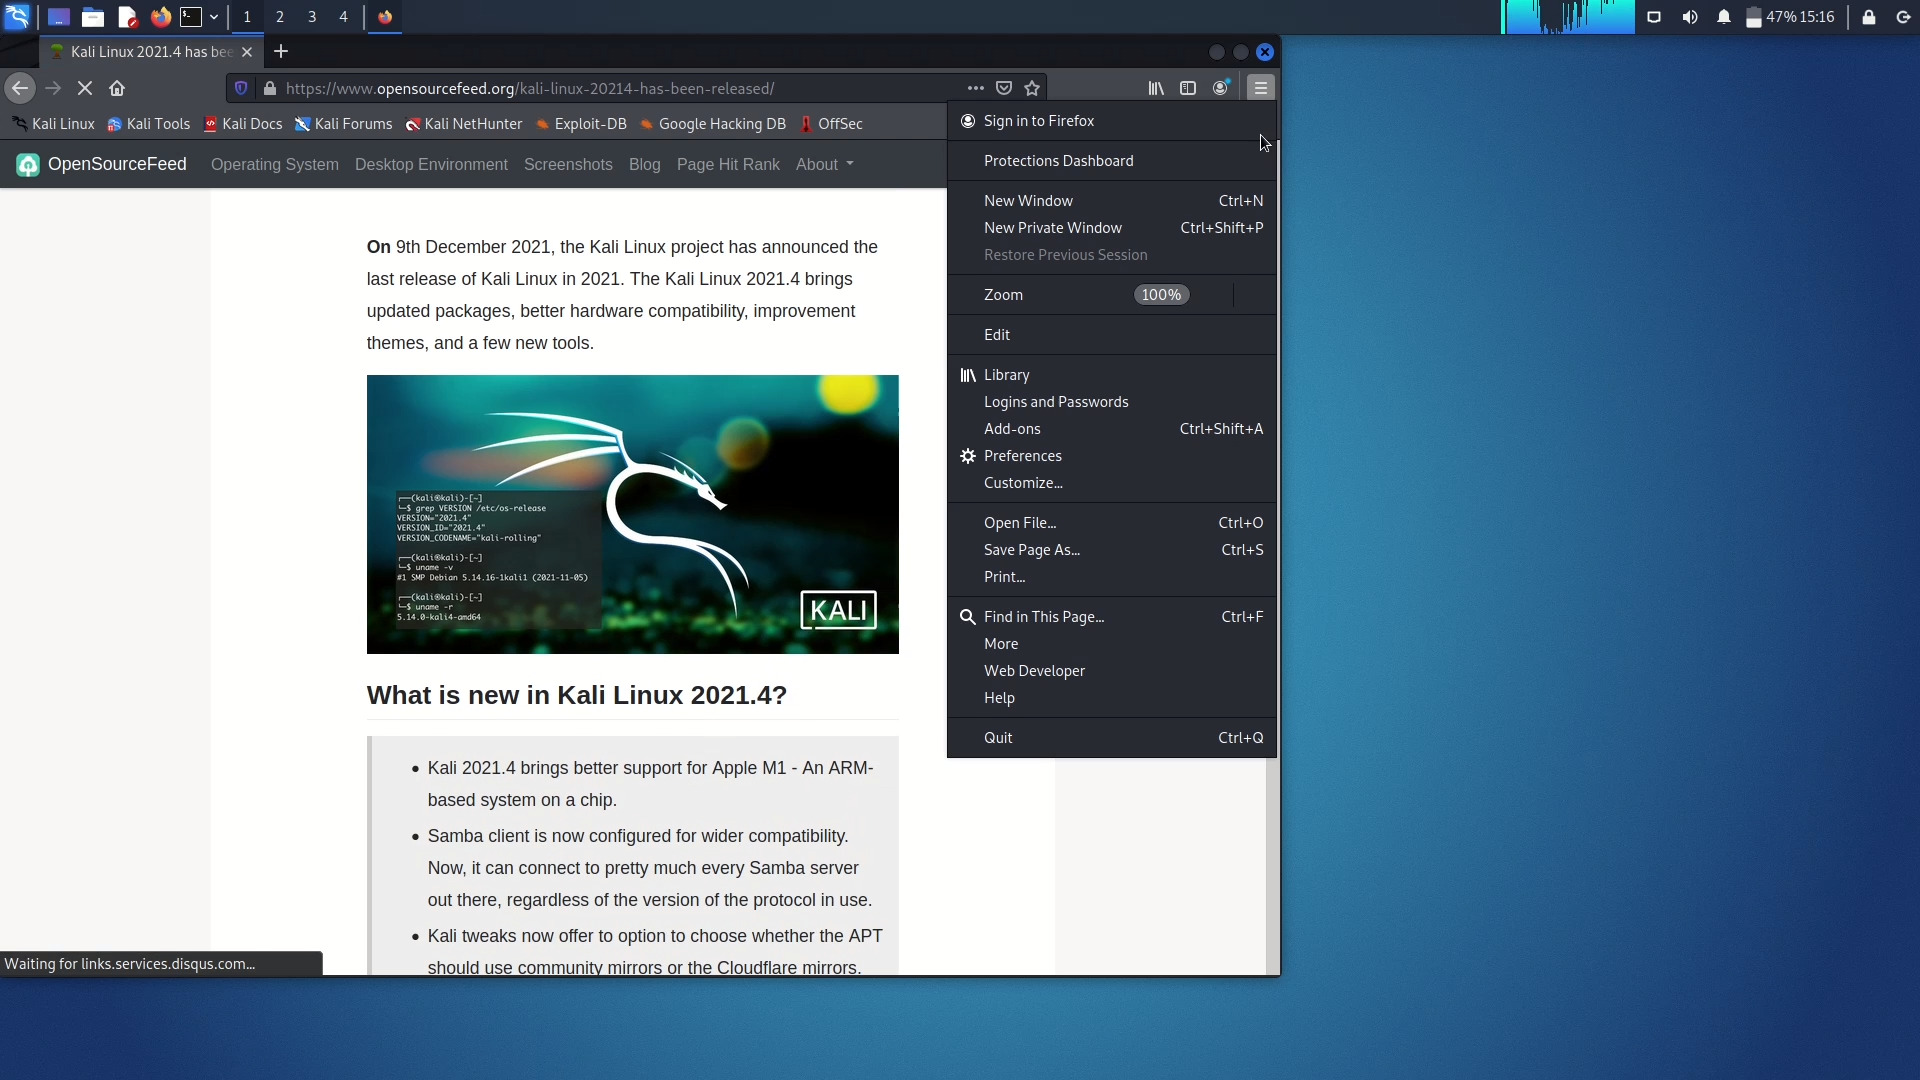 1 2 3 4
47% 15:16
Kali Linux 2021.4 has bee
https://www.opensourcefeed.org/kali-linux-20214-has-been-released/
Kali Linux Kali Tools Kali Docs Kali Forums Kali NetHunter Exploit-DB Google Hacking DB OffSec
OpenSourceFeed Operating System Desktop Environment Screenshots Blog Page Hit Rank About
On 9th December 2021, the Kali Linux project has announced the
last release of Kali Linux in 2021. The Kali Linux 2021.4 brings
updated packages, better hardware compatibility, improvement
themes, and a few new tools.
┌──(kali㉿kali)-[~]
└─$ grep VERSION /etc/os-release
VERSION="2021.4"
VERSION_ID="2021.4"
VERSION_CODENAME="kali-rolling"
┌──(kali㉿kali)-[~]
└─$ uname -v
#1 SMP Debian 5.14.16-1kali1 (2021-11-05)
┌──(kali㉿kali)-[~]
└─$ uname -r
5.14.0-kali4-amd64
KALI
What is new in Kali Linux 2021.4?
• Kali 2021.4 brings better support for Apple M1 - An ARM-
based system on a chip.
• Samba client is now configured for wider compatibility.
Now, it can connect to pretty much every Samba server
out there, regardless of the version of the protocol in use.
• Kali tweaks now offer to option to choose whether the APT
should use community mirrors or the Cloudflare mirrors.
Waiting for links.services.disqus.com...
Sign in to Firefox
Protections Dashboard
New Window Ctrl+N
New Private Window Ctrl+Shift+P
Restore Previous Session
Zoom 100%
Edit
Library
Logins and Passwords
Add-ons Ctrl+Shift+A
Preferences
Customize...
Open File... Ctrl+O
Save Page As... Ctrl+S
Print...
Find in This Page... Ctrl+F
More
Web Developer
Help
Quit Ctrl+Q